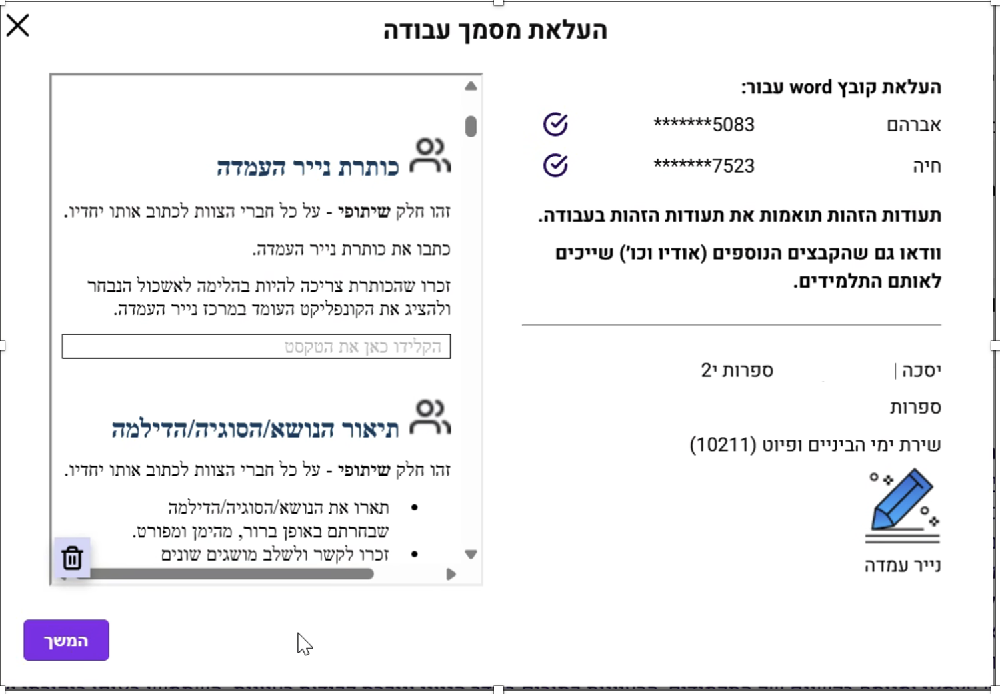 העלאת מסמך עבודה
העלאת קובץ word עבור:
אברהם *******5083
חיה *******7523
תעודות הזהות תואמות את תעודות הזהות בעבודה.
וודאו גם שהקבצים הנוספים (אודיו וכו') שייכים
לאותם התלמידים.
יסכה ספרות י2
ספרות
שירת ימי הביניים ופיוט (10211)
נייר עמדה
כותרת נייר העמדה
זהו חלק שיתופי - על כל חברי הצוות לכתוב אותו יחדיו.
כתבו את כותרת נייר העמדה.
זכרו שהכותרת צריכה להיות בהלימה לאשכול הנבחר
ולהציג את הקונפליקט העומד במרכז נייר העמדה.
הקלידו כאן את הטקסט
תיאור הנושא/הסוגיה/הדילמה
זהו חלק שיתופי - על כל חברי הצוות לכתוב אותו יחדיו.
• תארו את הנושא/הסוגיה/הדילמה
שבחרתם באופן ברור, מהימן ומפורט.
• זכרו לקשר ולשלב מושגים שונים
המשך